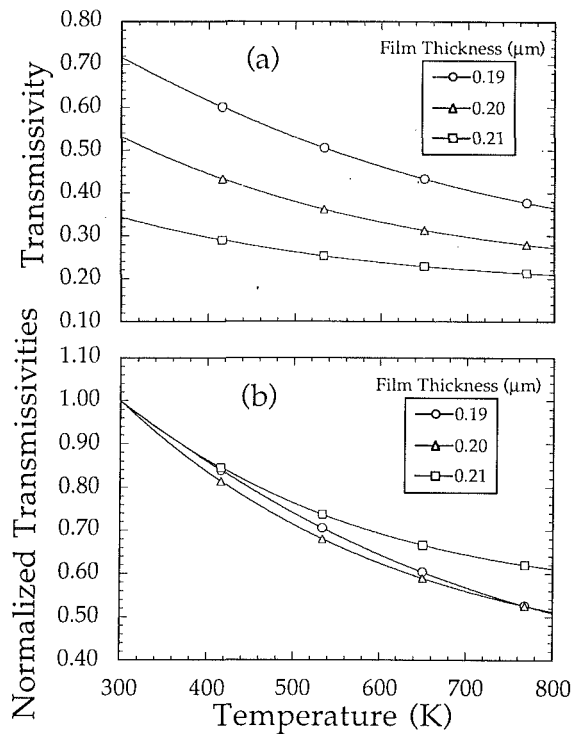 Transmissivity
0.80
0.70
0.60
0.50
0.40
0.30
0.20
0.10
(a)
Film Thickness (μm)
0.19
0.20
0.21
Normalized Transmissivities
1.10
1.00
0.90
0.80
0.70
0.60
0.50
0.40
(b)
Film Thickness (μm)
0.19
0.20
0.21
300 400 500 600 700 800
Temperature (K)